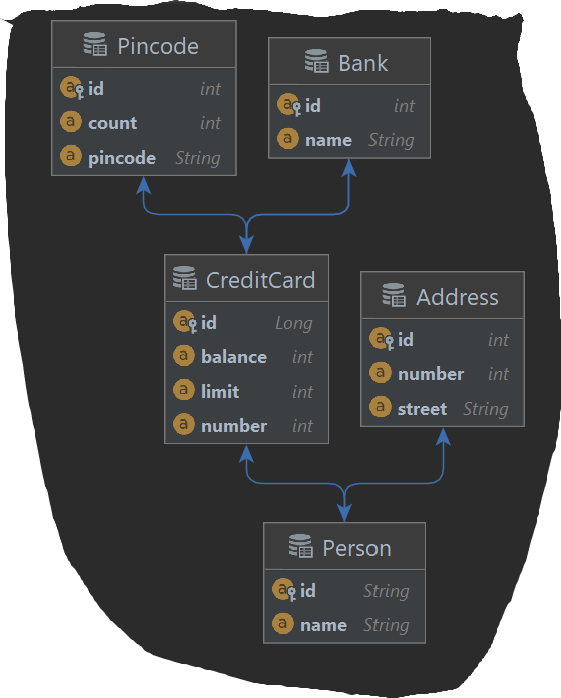 Pincode
id int
count int
pincode String
Bank
id int
name String
CreditCard
id Long
balance int
limit int
number int
Address
id int
number int
street String
Person
id String
name String